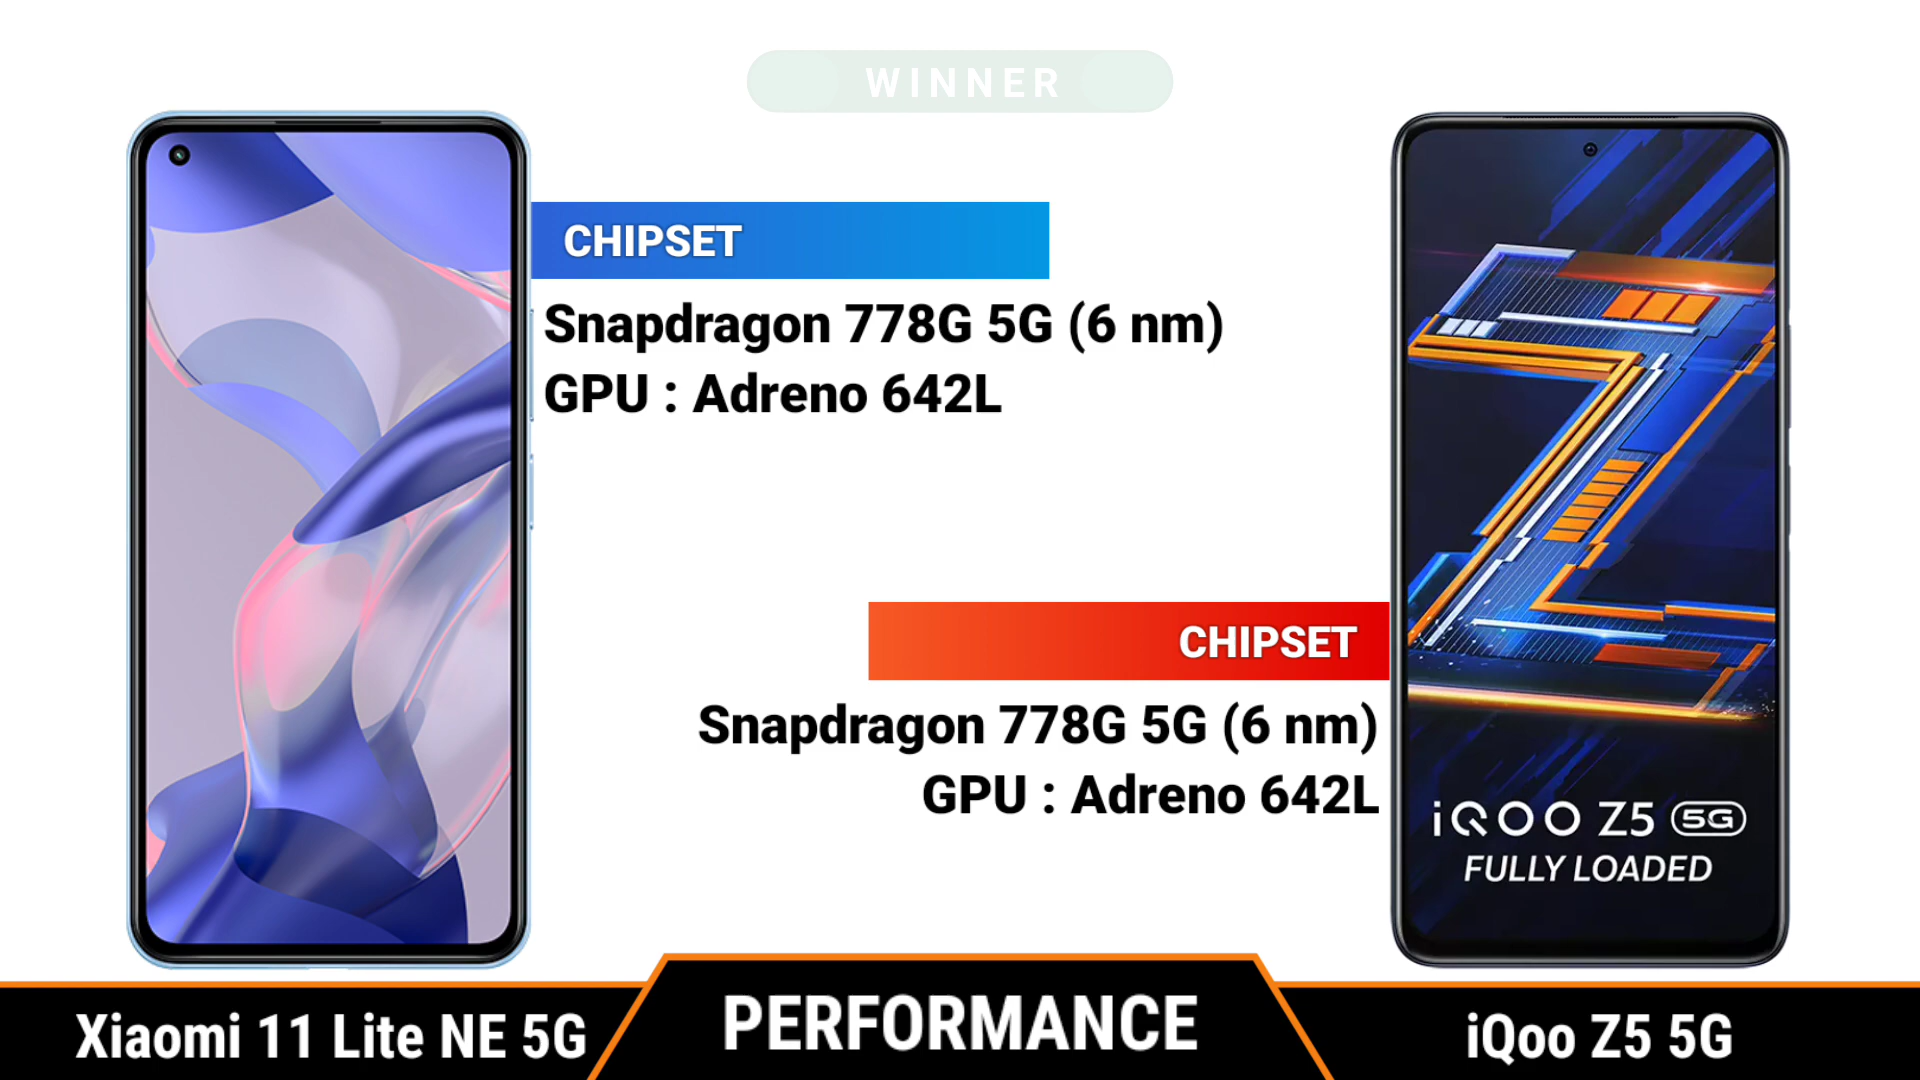 WINNER
CHIPSET
Snapdragon 778G 5G (6 nm)
GPU : Adreno 642L
CHIPSET
Snapdragon 778G 5G (6 nm)
GPU : Adreno 642L
iQOO Z5 5G
FULLY LOADED
Xiaomi 11 Lite NE 5G
PERFORMANCE
iQoo Z5 5G